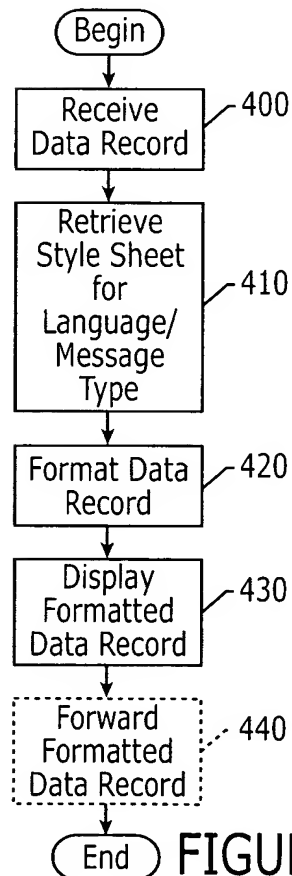 Begin
Receive
Data Record
400
Retrieve
Style Sheet
for
Language/
Message
Type
410
Format Data
Record
420
Display
Formatted
Data Record
430
Forward
Formatted
Data Record
440
End
FIGU